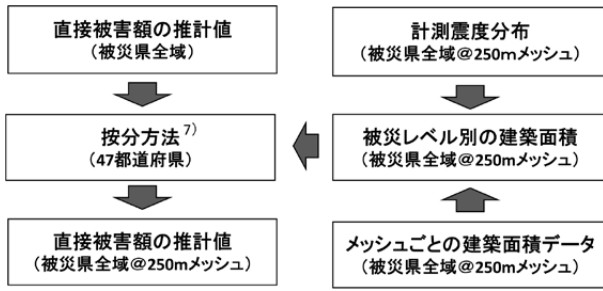 直接被害額の推計値
(被災県全域)
按分方法7)
(47都道府県)
直接被害額の推計値
(被災県全域@250mメッシュ)
計測震度分布
(被災県全域@250mメッシュ)
被災レベル別の建築面積
(被災県全域@250mメッシュ)
メッシュごとの建築面積データ
(被災県全域@250mメッシュ)